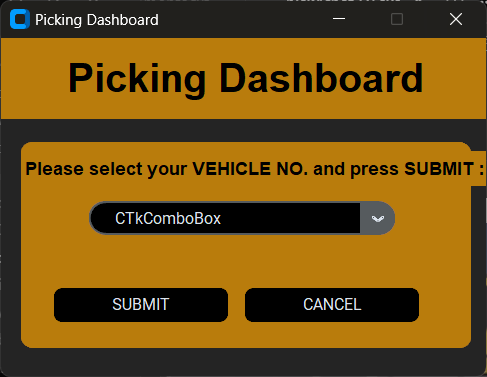 Picking Dashboard
Picking Dashboard
Please select your VEHICLE NO. and press SUBMIT :
CTkComboBox
SUBMIT
CANCEL